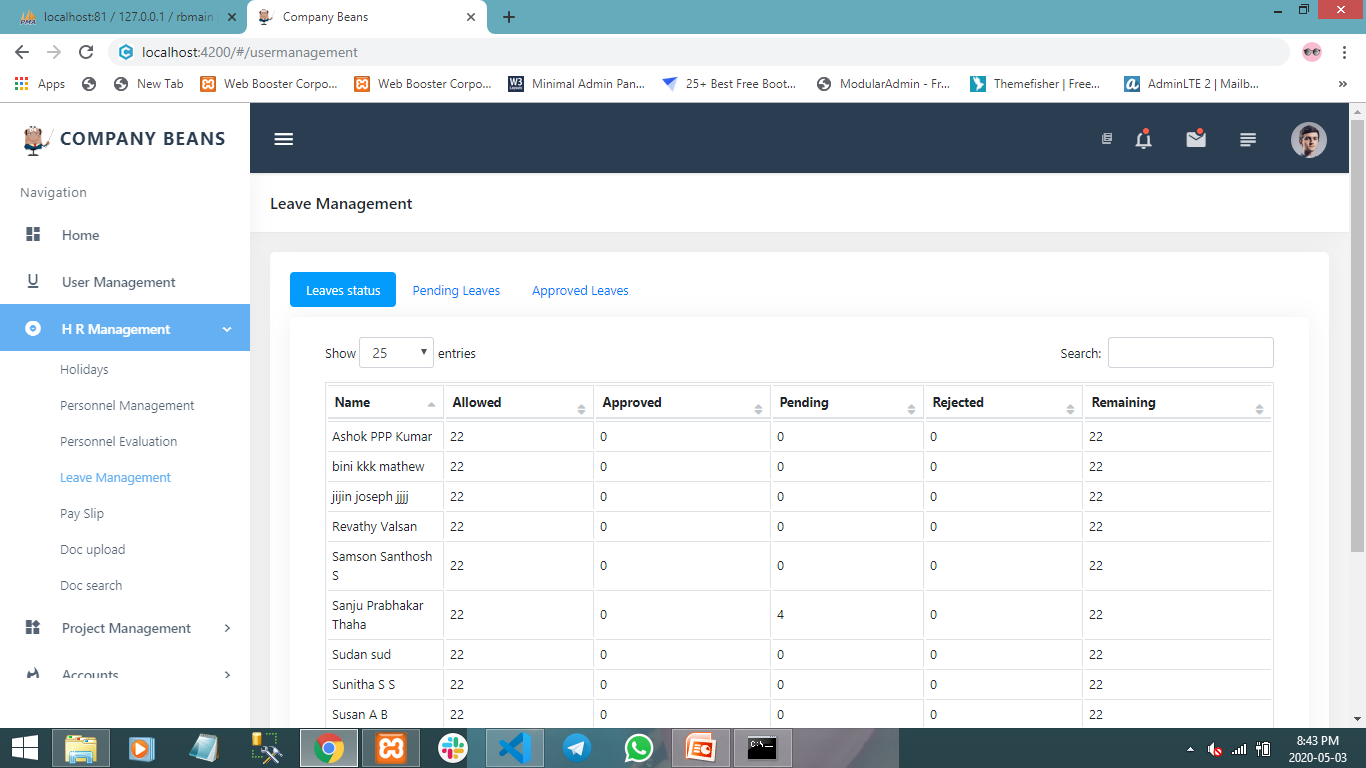 localhost:81 / 127.0.0.1 / rbmain
Company Beans
localhost:4200/#/usermanagement
Apps
New Tab
Web Booster Corpo...
Web Booster Corpo...
W3
Minimal Admin Pan...
25+ Best Free Boot...
ModularAdmin - Fr...
Themefisher | Free...
AdminLTE 2 | Mailb...
COMPANY BEANS
Navigation
Home
User Management
H R Management
Holidays
Personnel Management
Personnel Evaluation
Leave Management
Pay Slip
Doc upload
Doc search
Project Management
Accounts
Leave Management
Leaves status Pending Leaves Approved Leaves
Show 25 entries
Search:
Name Allowed Approved Pending Rejected Remaining
Ashok PPP Kumar 22 0 0 0 22
bini kkk mathew 22 0 0 0 22
jijin joseph jjjj 22 0 0 0 22
Revathy Valsan 22 0 0 0 22
Samson Santhosh
S 22 0 0 0 22
Sanju Prabhakar
Thaha 22 0 4 0 22
Sudan sud 22 0 0 0 22
Sunitha S S 22 0 0 0 22
Susan A B 22 0 0 0 22
8:43 PM
2020-05-03